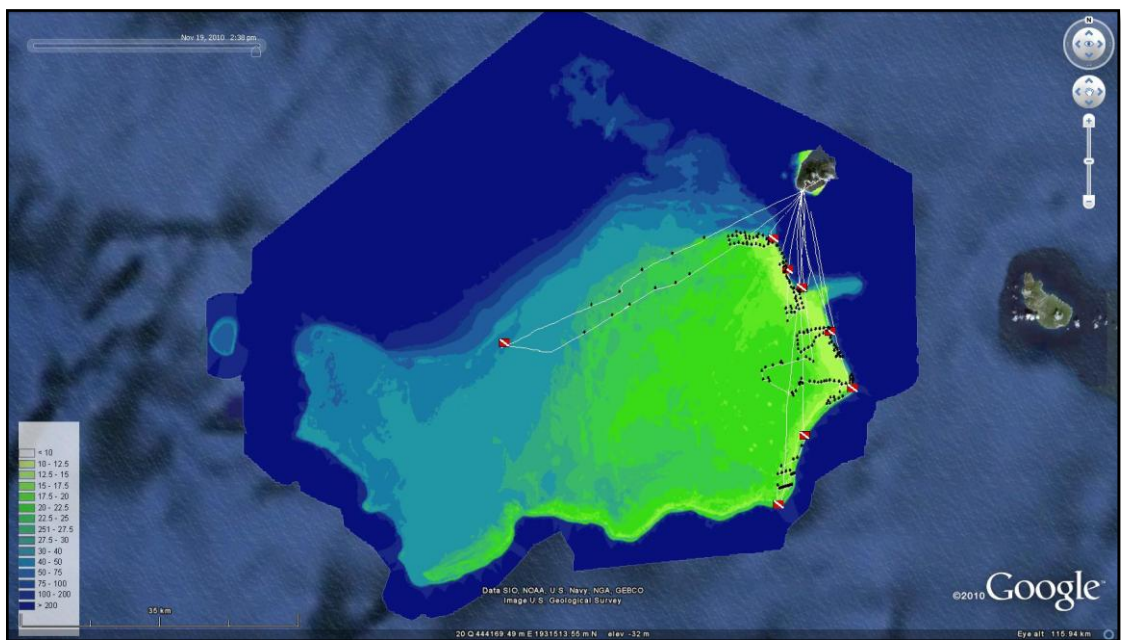 Nov 19, 2010 2:38 pm
N
< 10
10 - 12.5
12.5 - 15
15 - 17.5
17.5 - 20
20 - 22.5
22.5 - 25
251 - 27.5
27.5 - 30
30 - 40
40 - 50
50 - 75
75 - 100
100 - 200
> 200
35 km
Data SIO, NOAA, U.S. Navy, NGA, GEBCO
Image U.S. Geological Survey
©2010 Google™
20 Q 444169.49 m E 1931513.55 m N elev -32 m
Eye alt 115.94 km